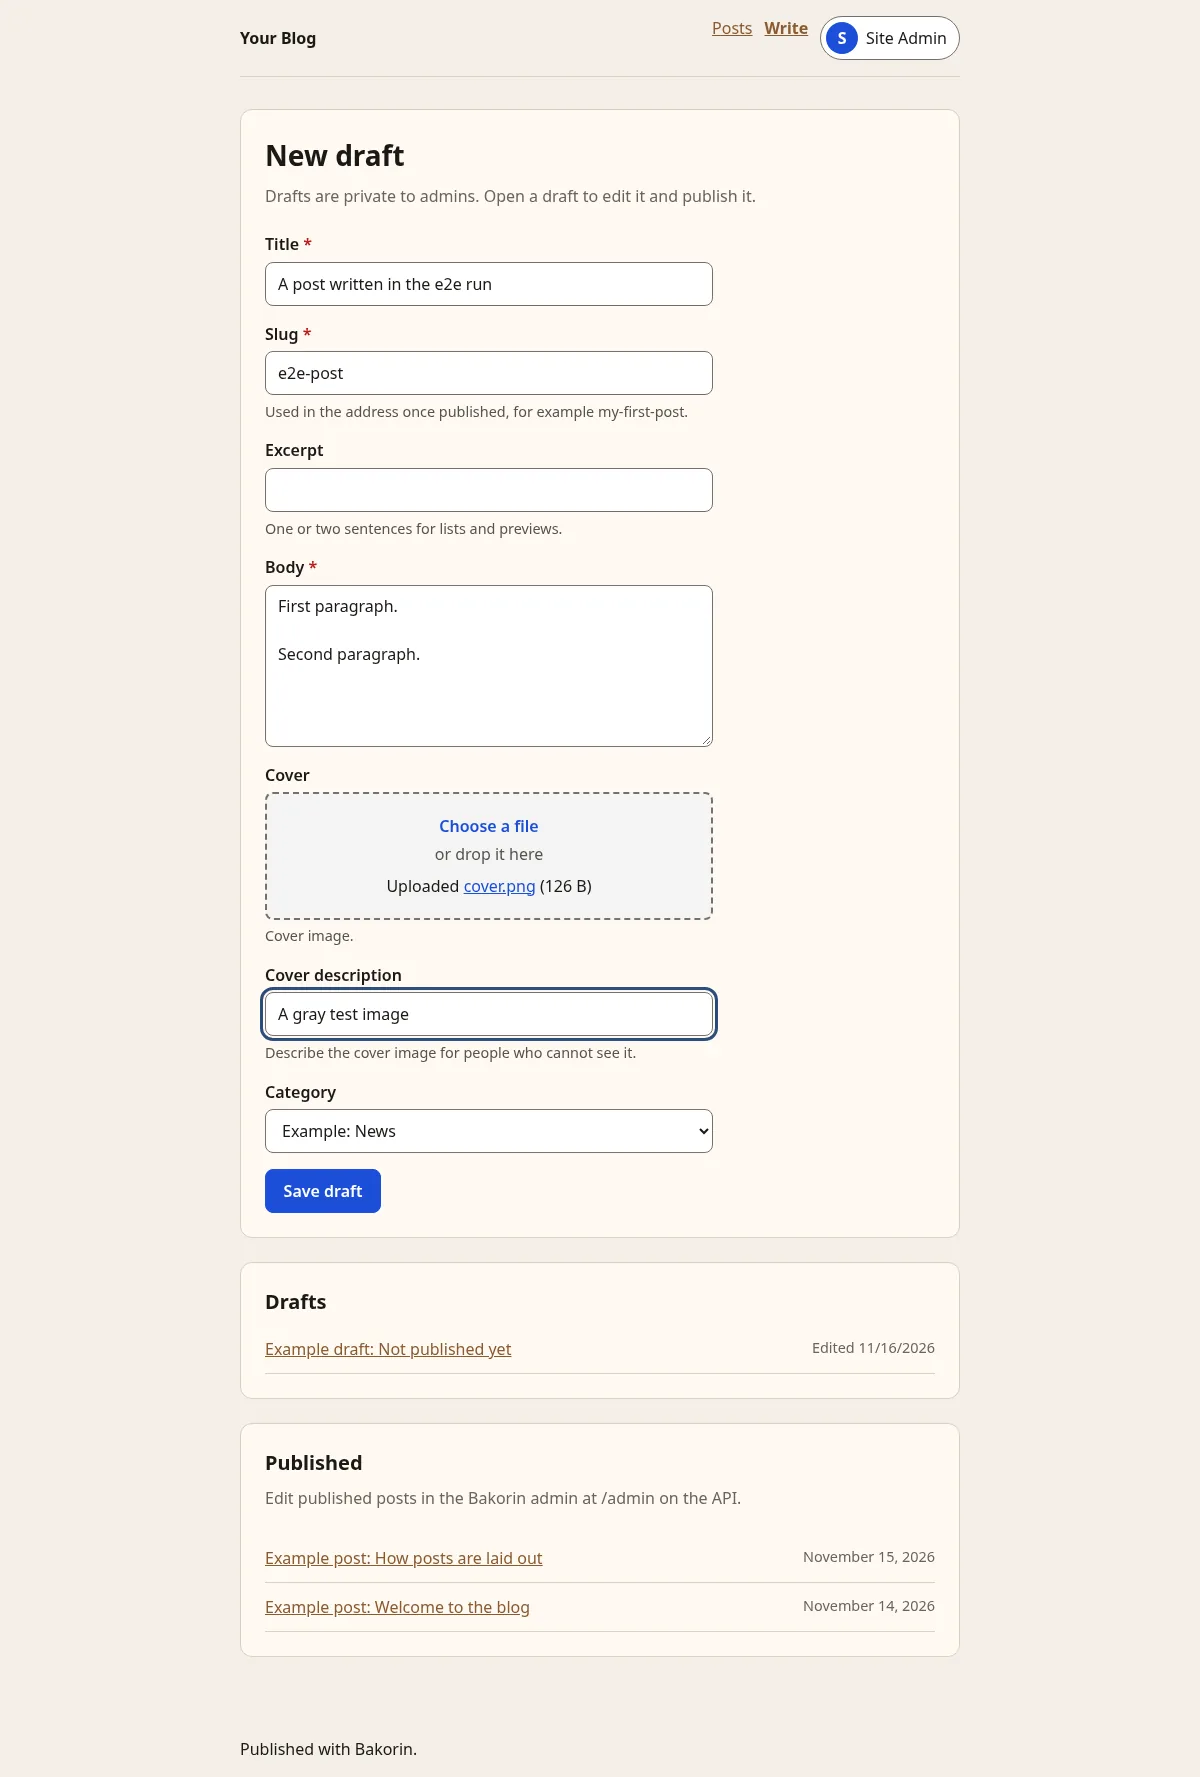 Your Blog
Posts
Write
S
Site Admin
New draft
Drafts are private to admins. Open a draft to edit it and publish it.
Title *
A post written in the e2e run
Slug *
e2e-post
Used in the address once published, for example my-first-post.
Excerpt
One or two sentences for lists and previews.
Body *
First paragraph.
Second paragraph.
Cover
Choose a file
or drop it here
Uploaded cover.png (126 B)
Cover image.
Cover description
A gray test image
Describe the cover image for people who cannot see it.
Category
Example: News
Save draft
Drafts
Example draft: Not published yet
Edited 11/16/2026
Published
Edit published posts in the Bakorin admin at /admin on the API.
Example post: How posts are laid out
November 15, 2026
Example post: Welcome to the blog
November 14, 2026
Published with Bakorin.